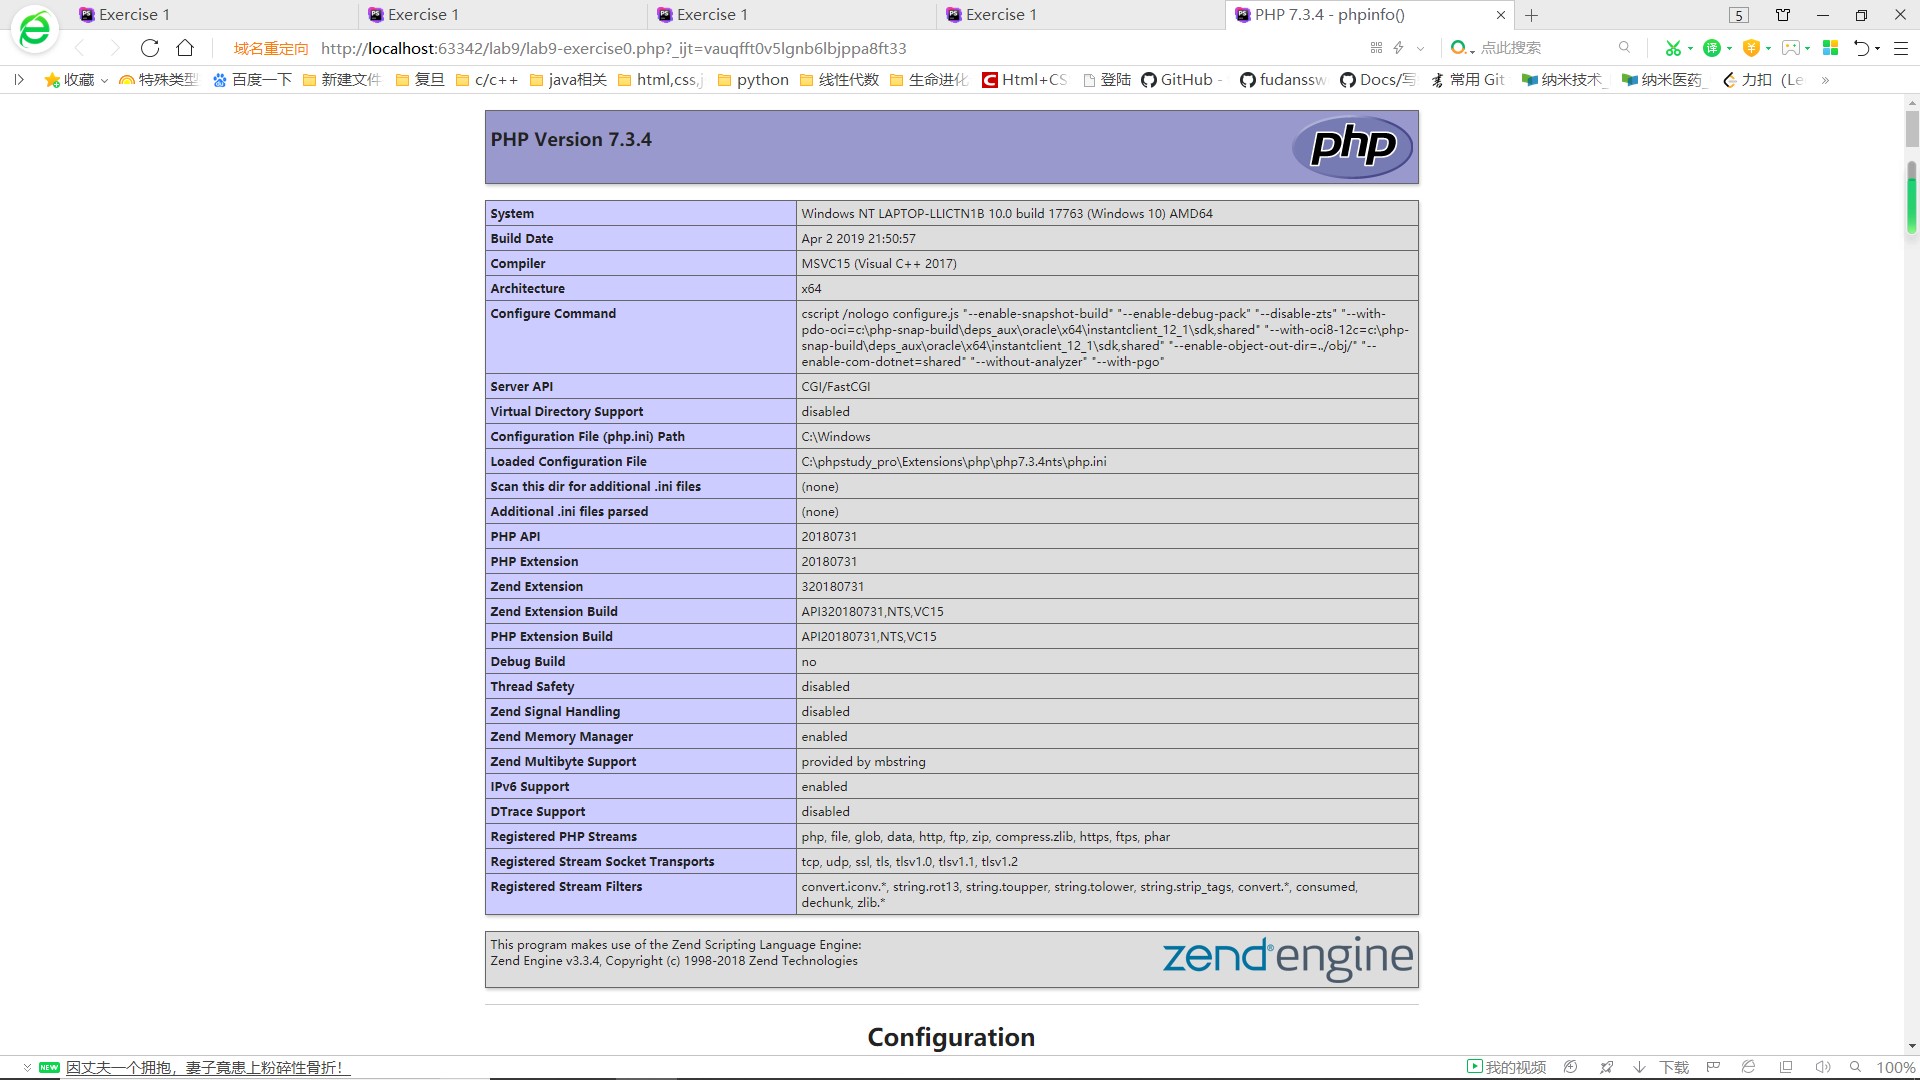 Exercise 1
Exercise 1
Exercise 1
Exercise 1
PHP 7.3.4 - phpinfo()
5
域名重定向 http://localhost:63342/lab9/lab9-exercise0.php?_ijt=vauqfft0v5lgnb6lbjppa8ft33
点此搜索
译
收藏 特殊类型 百度一下 新建文件 复旦 c/c++ java相关 html,css,j python 线性代数 生命进化 Html+CS 登陆 GitHub - fudanssw Docs/写 常用 Git 纳米技术_ 纳米医药_ 力扣 (Le »
PHP Version 7.3.4
php
System Windows NT LAPTOP-LLICTN1B 10.0 build 17763 (Windows 10) AMD64
Build Date Apr 2 2019 21:50:57
Compiler MSVC15 (Visual C++ 2017)
Architecture x64
Configure Command cscript /nologo configure.js "--enable-snapshot-build" "--enable-debug-pack" "--disable-zts" "--with-
pdo-oci=c:\php-snap-build\deps_aux\oracle\x64\instantclient_12_1\sdk,shared" "--with-oci8-12c=c:\php-
snap-build\deps_aux\oracle\x64\instantclient_12_1\sdk,shared" "--enable-object-out-dir=../obj/" "--
enable-com-dotnet=shared" "--without-analyzer" "--with-pgo"
Server API CGI/FastCGI
Virtual Directory Support disabled
Configuration File (php.ini) Path C:\Windows
Loaded Configuration File C:\phpstudy_pro\Extensions\php\php7.3.4nts\php.ini
Scan this dir for additional .ini files (none)
Additional .ini files parsed (none)
PHP API 20180731
PHP Extension 20180731
Zend Extension 320180731
Zend Extension Build API320180731,NTS,VC15
PHP Extension Build API20180731,NTS,VC15
Debug Build no
Thread Safety disabled
Zend Signal Handling disabled
Zend Memory Manager enabled
Zend Multibyte Support provided by mbstring
IPv6 Support enabled
DTrace Support disabled
Registered PHP Streams php, file, glob, data, http, ftp, zip, compress.zlib, https, ftps, phar
Registered Stream Socket Transports tcp, udp, ssl, tls, tlsv1.0, tlsv1.1, tlsv1.2
Registered Stream Filters convert.iconv.*, string.rot13, string.toupper, string.tolower, string.strip_tags, convert.*, consumed,
dechunk, zlib.*
This program makes use of the Zend Scripting Language Engine:
Zend Engine v3.3.4, Copyright (c) 1998-2018 Zend Technologies
zend®engine
Configuration
NEW 因丈夫一个拥抱，妻子竟患上粉碎性骨折！
我的视频 下载 100%